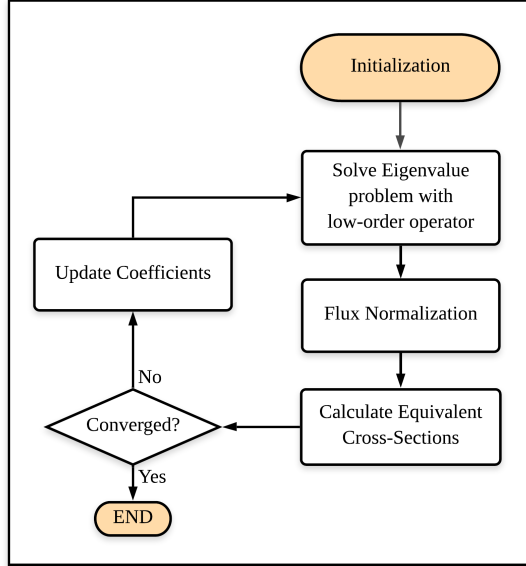 Initialization
Solve Eigenvalue
problem with
low-order operator
Flux Normalization
Calculate Equivalent
Cross-Sections
Converged?
No
Update Coefficients
Yes
END